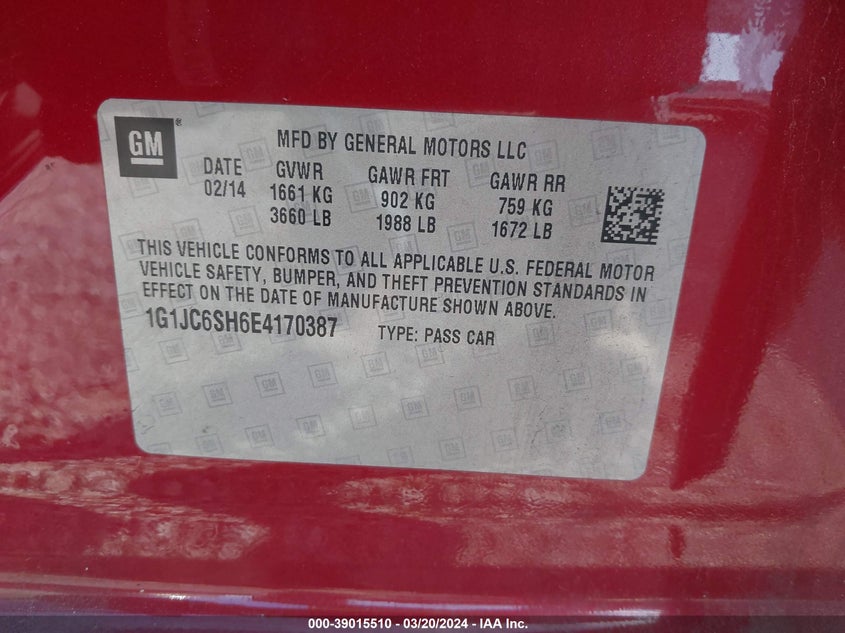 GM ®
MFD BY GENERAL MOTORS LLC
DATE GVWR GAWR FRT GAWR RR
02/14 1661 KG 902 KG 759 KG
3660 LB 1988 LB 1672 LB
THIS VEHICLE CONFORMS TO ALL APPLICABLE U.S. FEDERAL MOTOR
VEHICLE SAFETY, BUMPER, AND THEFT PREVENTION STANDARDS IN
EFFECT ON THE DATE OF MANUFACTURE SHOWN ABOVE.
1G1JC6SH6E4170387 TYPE: PASS CAR
000-39015510 - 03/20/2024 - IAA Inc.